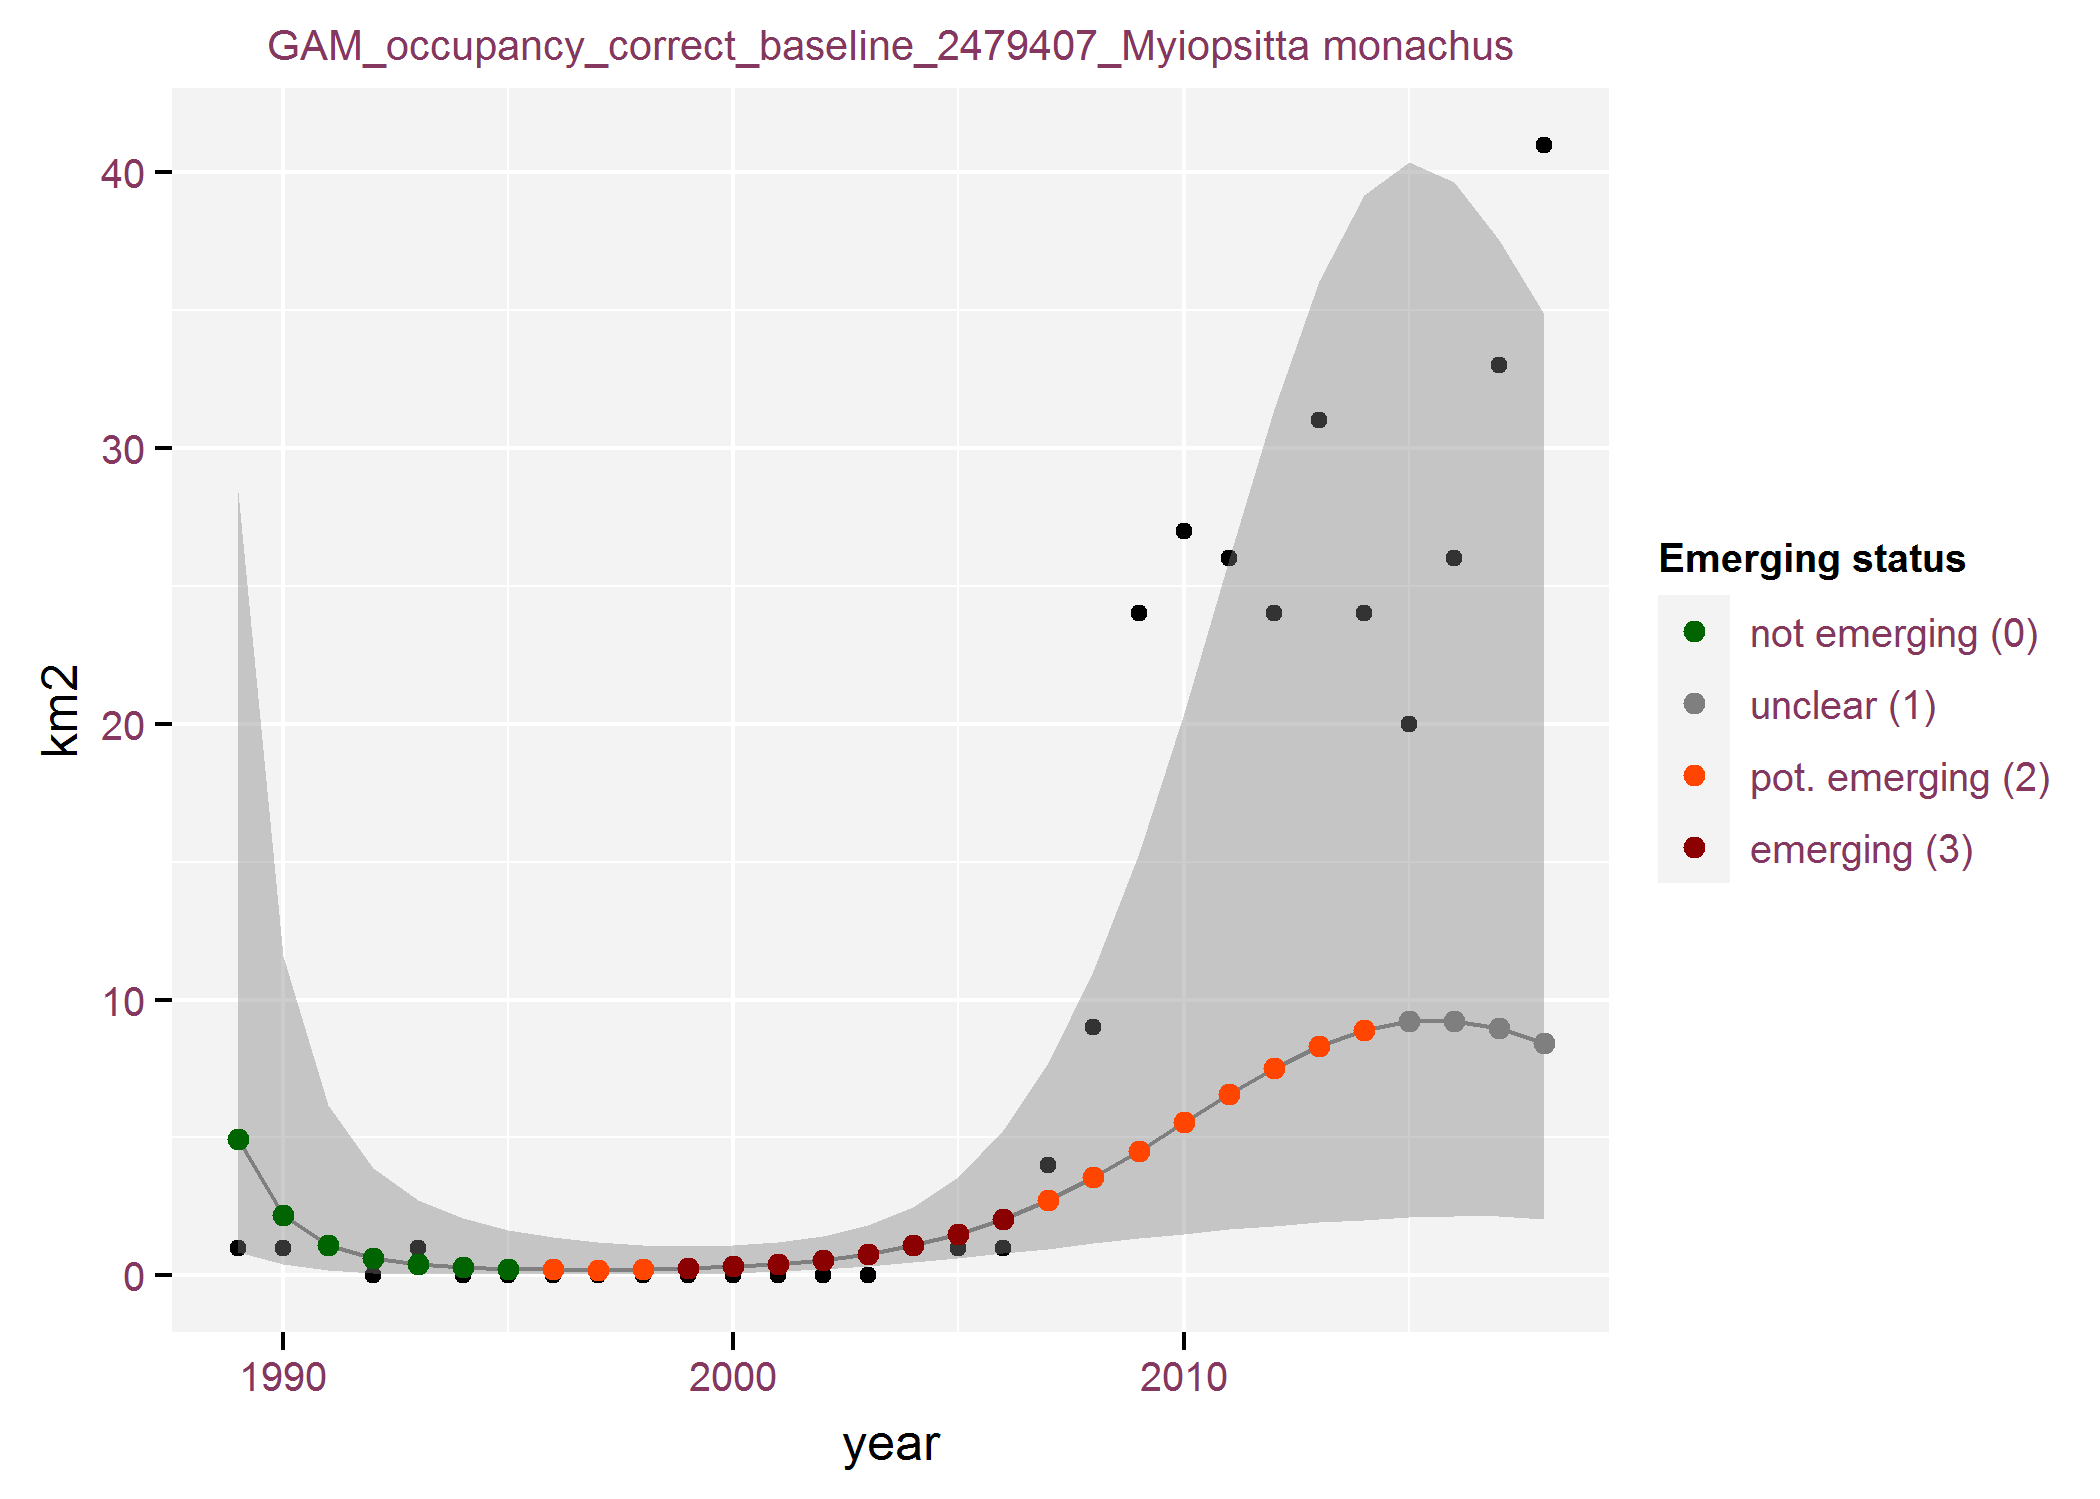 GAM_occupancy_correct_baseline_2479407_Myiopsitta monachus
40
30
20
10
0
km2
1990 2000 2010
year
Emerging status
not emerging (0)
unclear (1)
pot. emerging (2)
emerging (3)